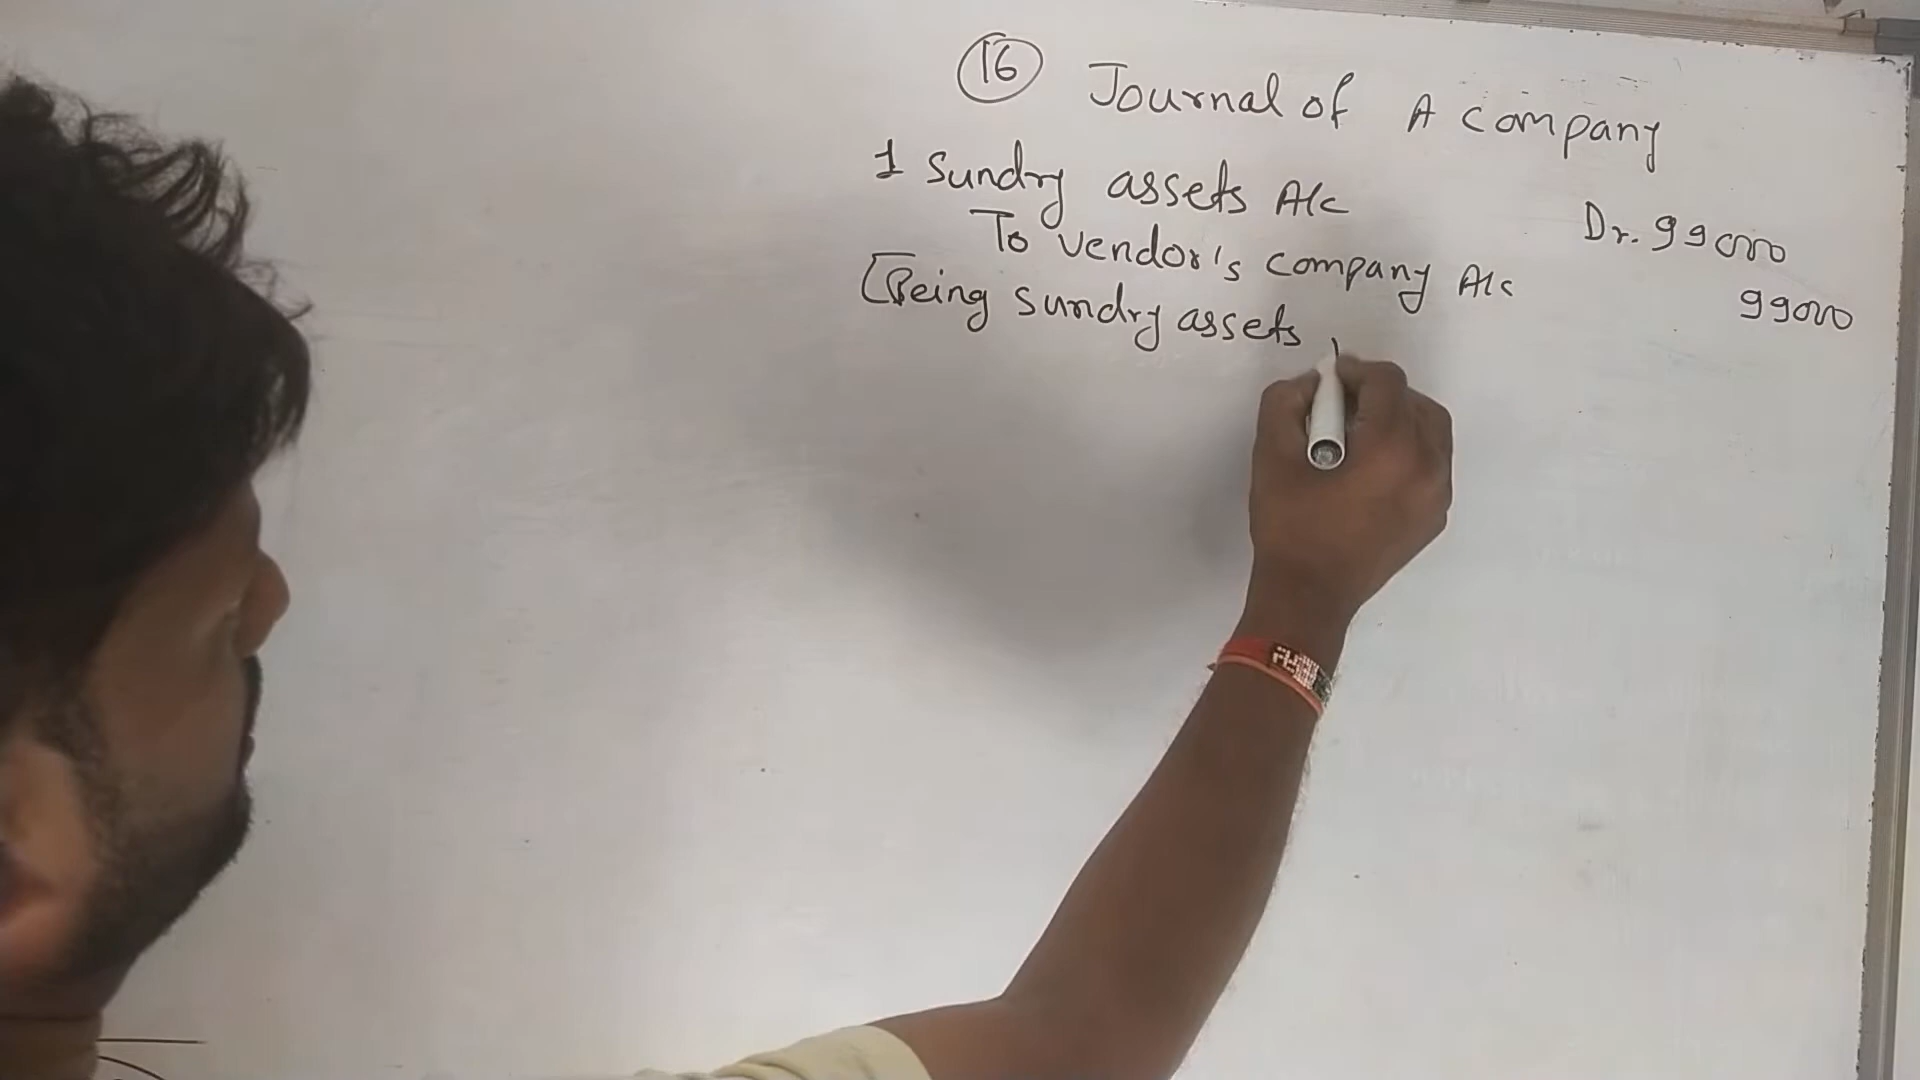 16 Journal of A company
1 Sundry assets A/c Dr. 99000
To vendor's company A/c 99000
[Being sundry assets